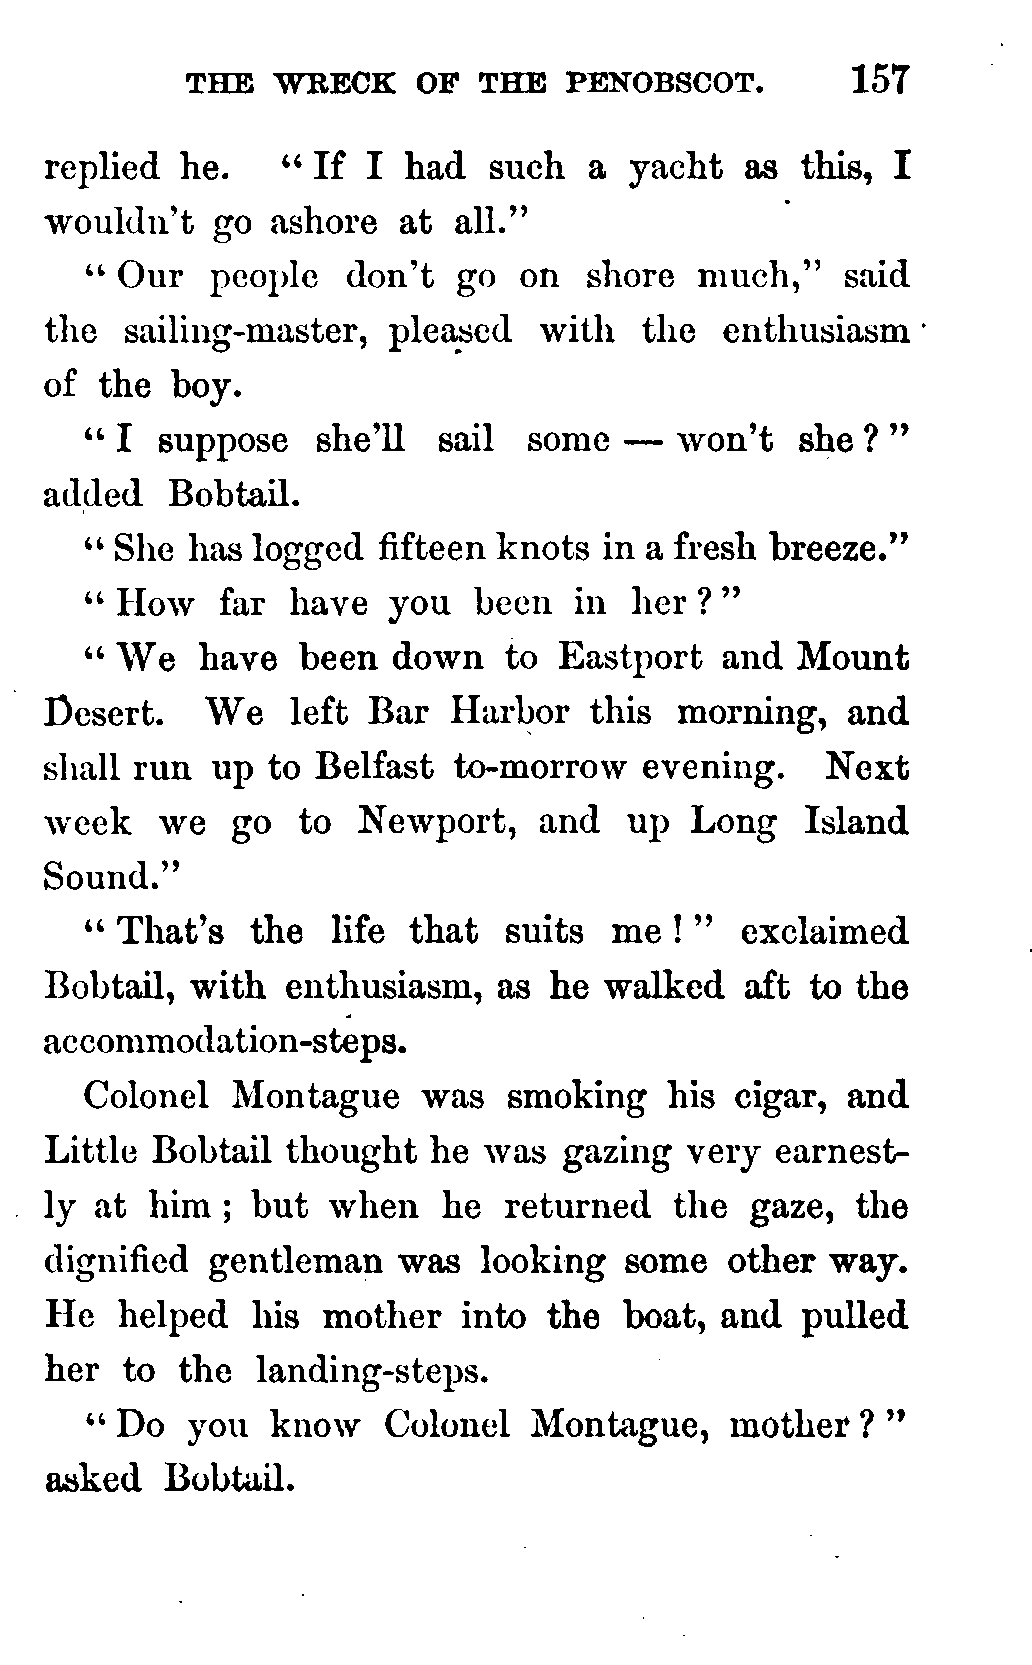 THE WRECK OF THE PENOBSCOT. 157
replied he. "If I had such a yacht as this, I
wouldn't go ashore at all."
"Our people don't go on shore much," said
the sailing-master, pleased with the enthusiasm
of the boy.
"I suppose she'll sail some — won't she?"
added Bobtail.
"She has logged fifteen knots in a fresh breeze."
"How far have you been in her?"
"We have been down to Eastport and Mount
Desert. We left Bar Harbor this morning, and
shall run up to Belfast to-morrow evening. Next
week we go to Newport, and up Long Island
Sound."
"That's the life that suits me!" exclaimed
Bobtail, with enthusiasm, as he walked aft to the
accommodation-steps.
Colonel Montague was smoking his cigar, and
Little Bobtail thought he was gazing very earnest-
ly at him; but when he returned the gaze, the
dignified gentleman was looking some other way.
He helped his mother into the boat, and pulled
her to the landing-steps.
"Do you know Colonel Montague, mother?"
asked Bobtail.